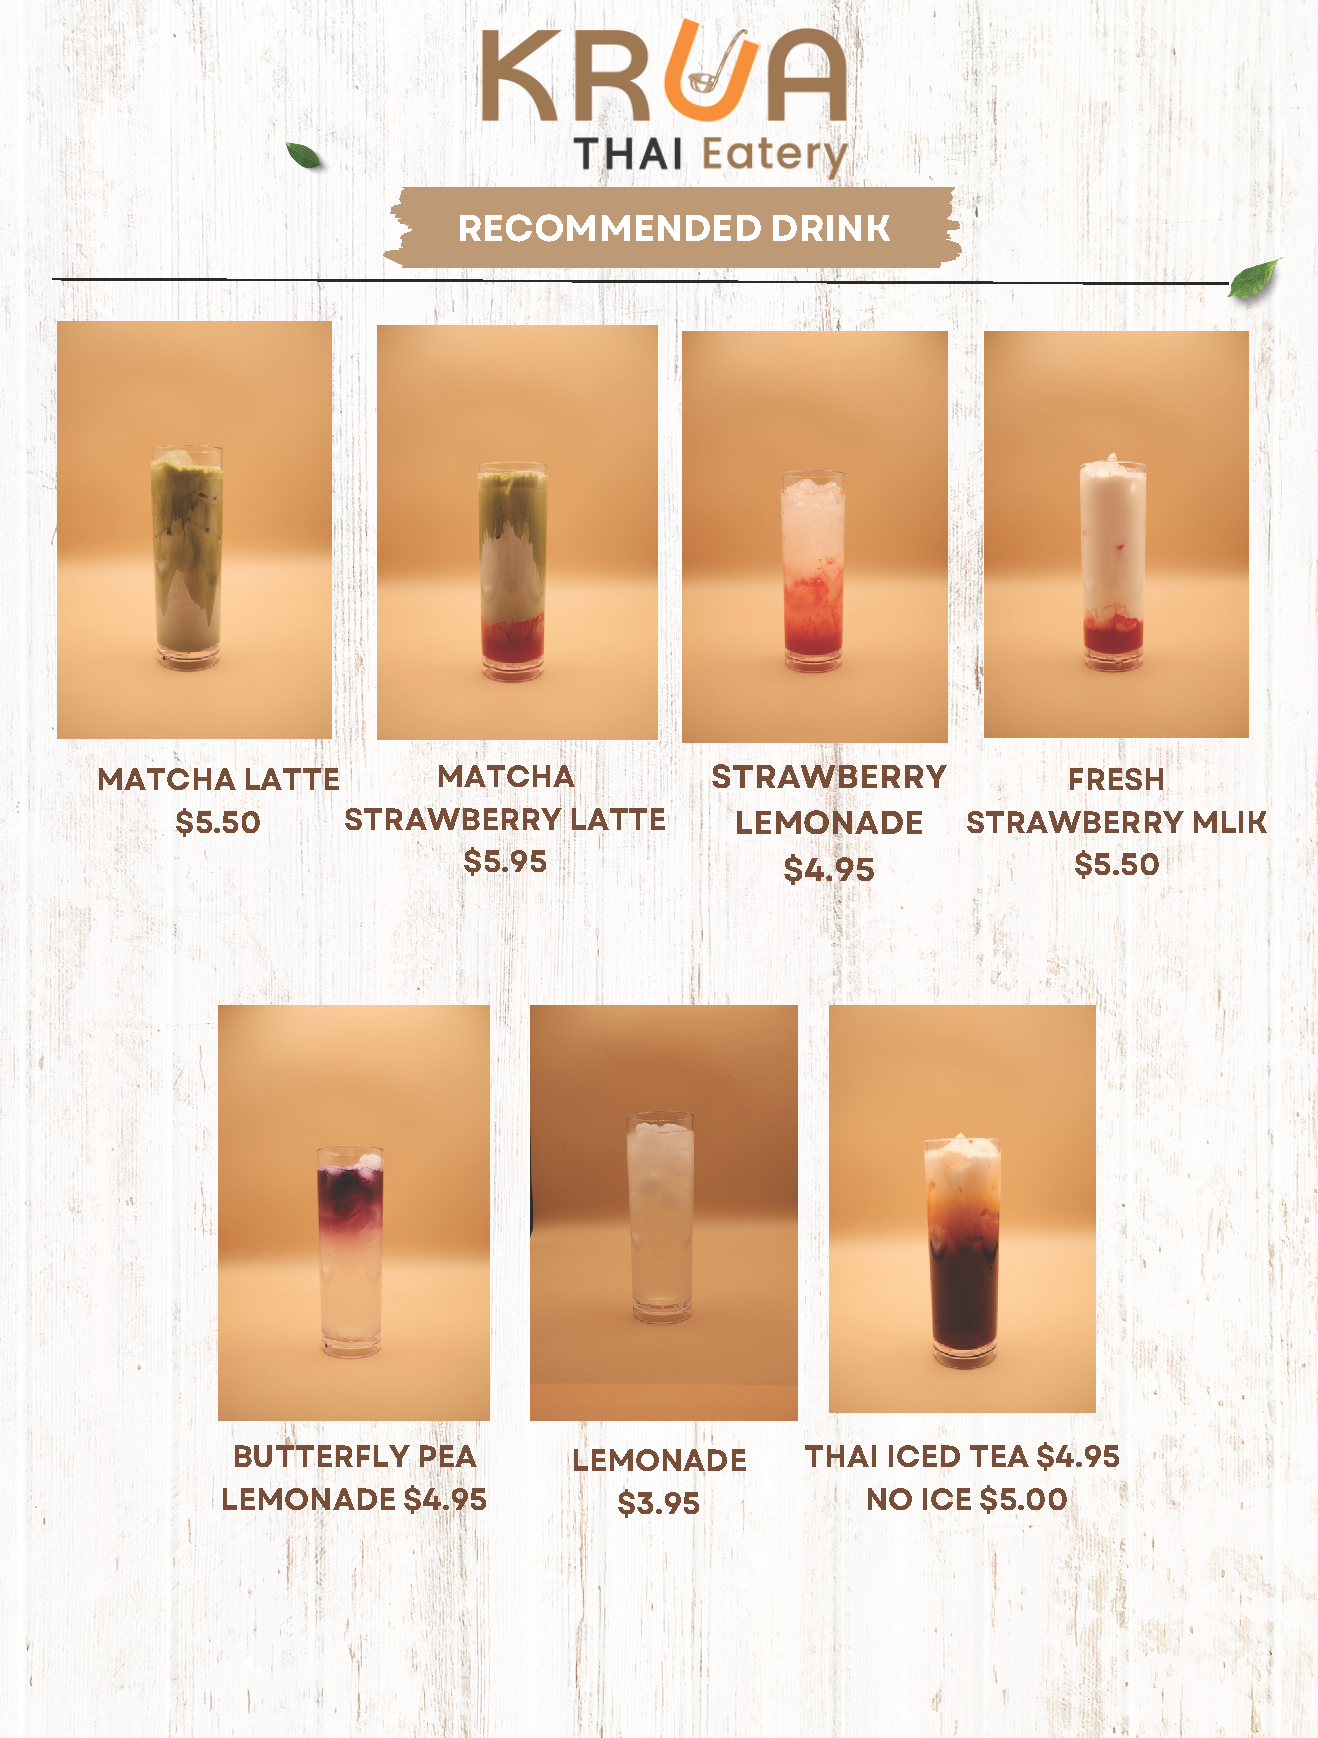 KRUA
THAI Eatery
RECOMMENDED DRINK
MATCHA LATTE
$5.50
MATCHA
STRAWBERRY LATTE
$5.95
STRAWBERRY
LEMONADE
$4.95
FRESH
STRAWBERRY MLIK
$5.50
BUTTERFLY PEA
LEMONADE $4.95
LEMONADE
$3.95
THAI ICED TEA $4.95
NO ICE $5.00